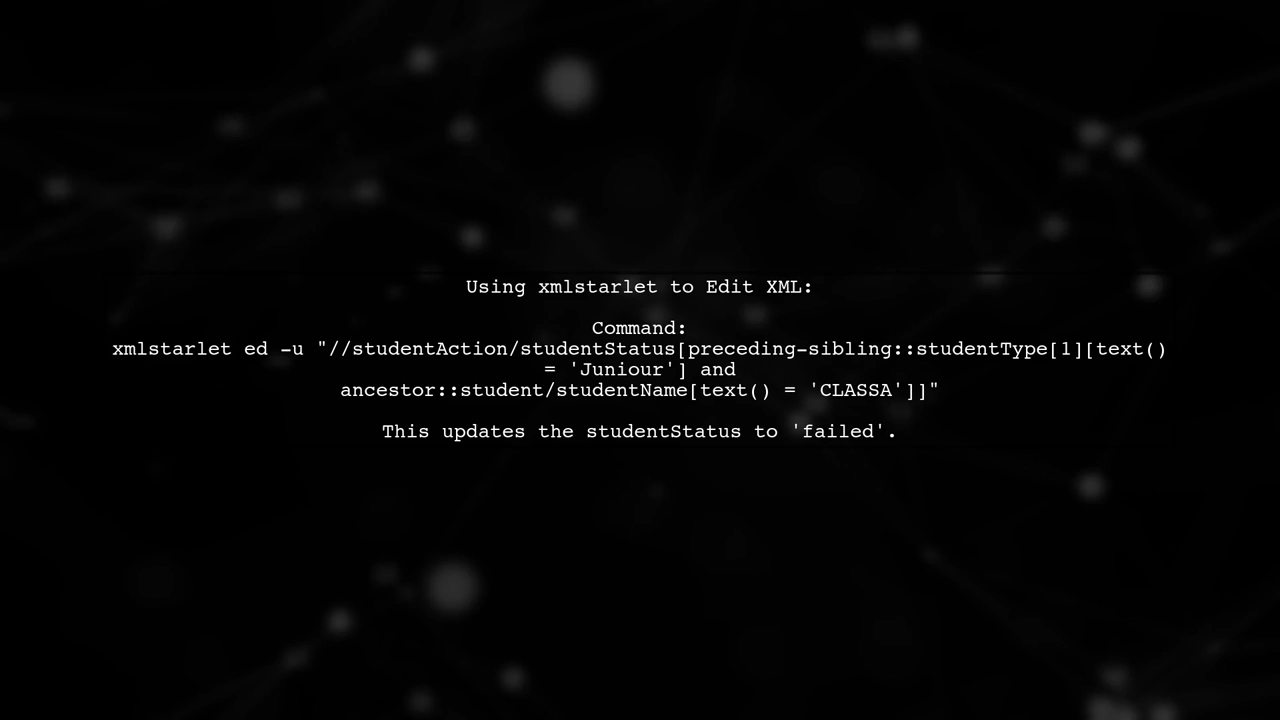 Using xmlstarlet to Edit XML:
Command:
xmlstarlet ed -u "//studentAction/studentStatus[preceding-sibling::studentType[1][text()
= 'Juniour'] and
ancestor::student/studentName[text() = 'CLASSA']]"
This updates the studentStatus to 'failed'.